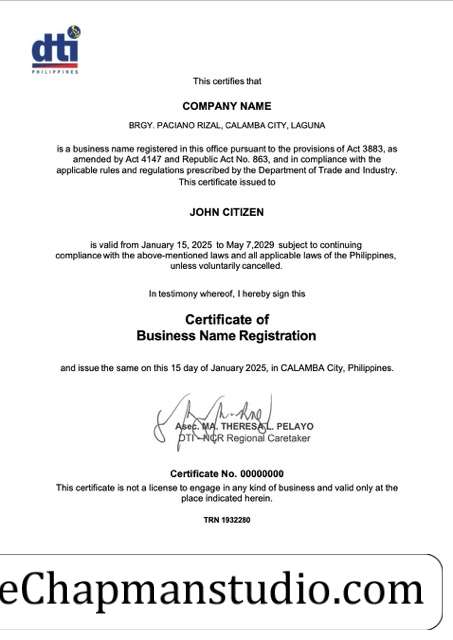 dti
PHILIPPINES
This certifies that
COMPANY NAME
BRGY. PACIANO RIZAL, CALAMBA CITY, LAGUNA
is a business name registered in this office pursuant to the provisions of Act 3883, as
amended by Act 4147 and Republic Act No. 863, and in compliance with the
applicable rules and regulations prescribed by the Department of Trade and Industry.
This certificate issued to
JOHN CITIZEN
is valid from January 15, 2025 to May 7,2029 subject to continuing
compliance with the above-mentioned laws and all applicable laws of the Philippines,
unless voluntarily cancelled.
In testimony whereof, I hereby sign this
Certificate of
Business Name Registration
and issue the same on this 15 day of January 2025, in CALAMBA City, Philippines.
Asec. MA. THERESA L. PELAYO
DTI - NCR Regional Caretaker
Certificate No. 00000000
This certificate is not a license to engage in any kind of business and valid only at the
place indicated herein.
TRN 1932280
eChapmanstudio.com